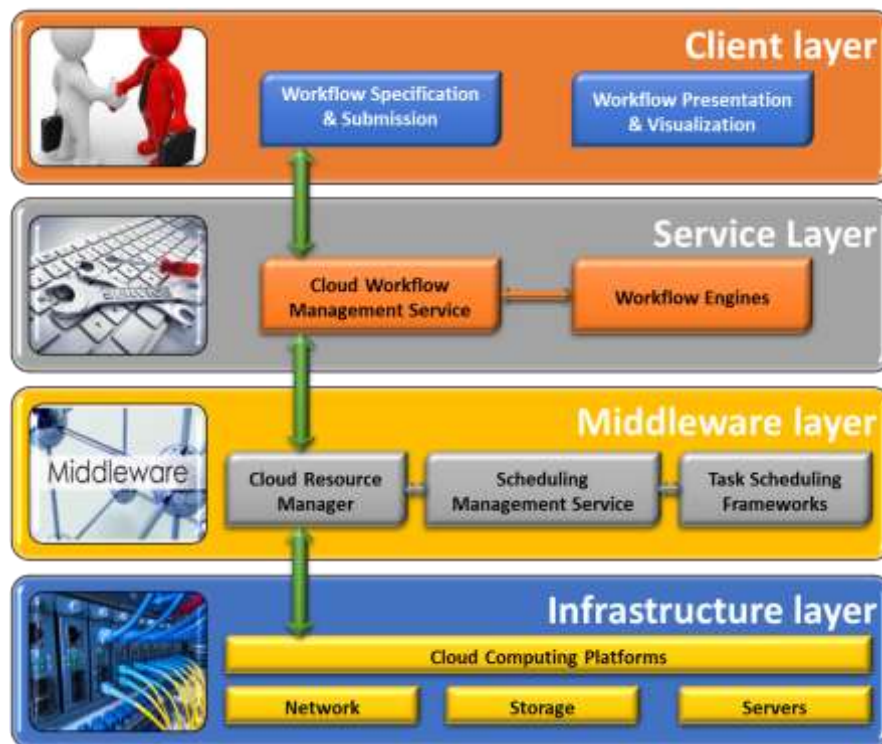 Client layer
Workflow Specification
& Submission
Workflow Presentation
& Visualization
Service Layer
Cloud Workflow
Management Service
Workflow Engines
Middleware layer
Middleware
Cloud Resource
Manager
Scheduling
Management Service
Task Scheduling
Frameworks
Infrastructure layer
Cloud Computing Platforms
Network
Storage
Servers